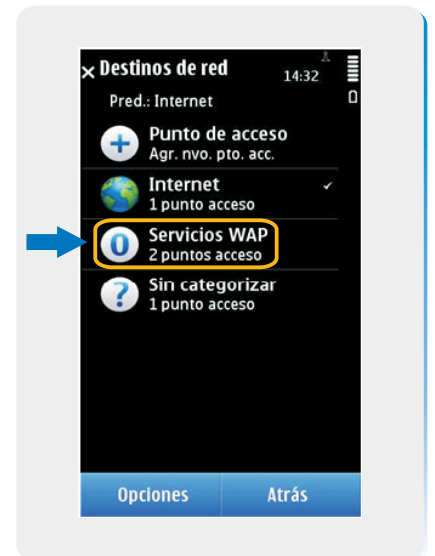 × Destinos de red 14:32
Pred.: Internet
Punto de acceso
Agr. nvo. pto. acc.
Internet
1 punto acceso
Servicios WAP
2 puntos acceso
Sin categorizar
1 punto acceso
Opciones Atrás